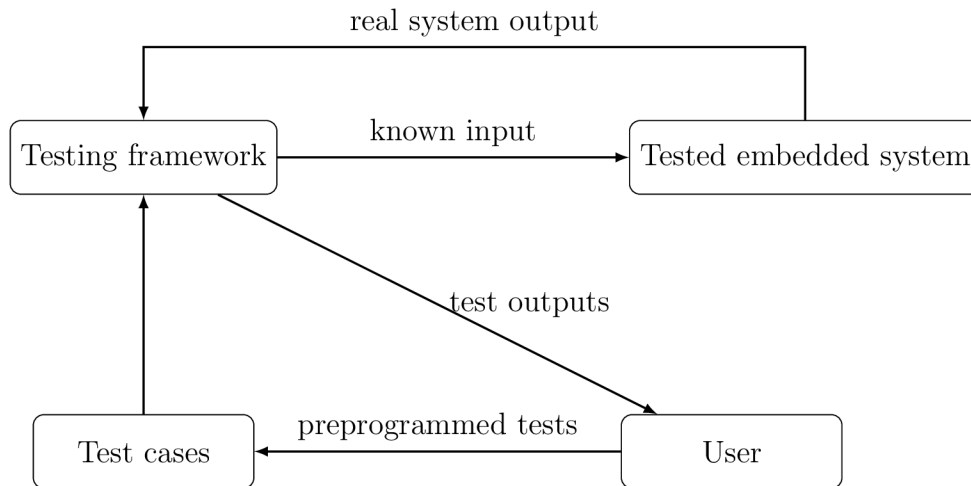 real system output
known input
Testing framework
Tested embedded system
test outputs
preprogrammed tests
Test cases
User